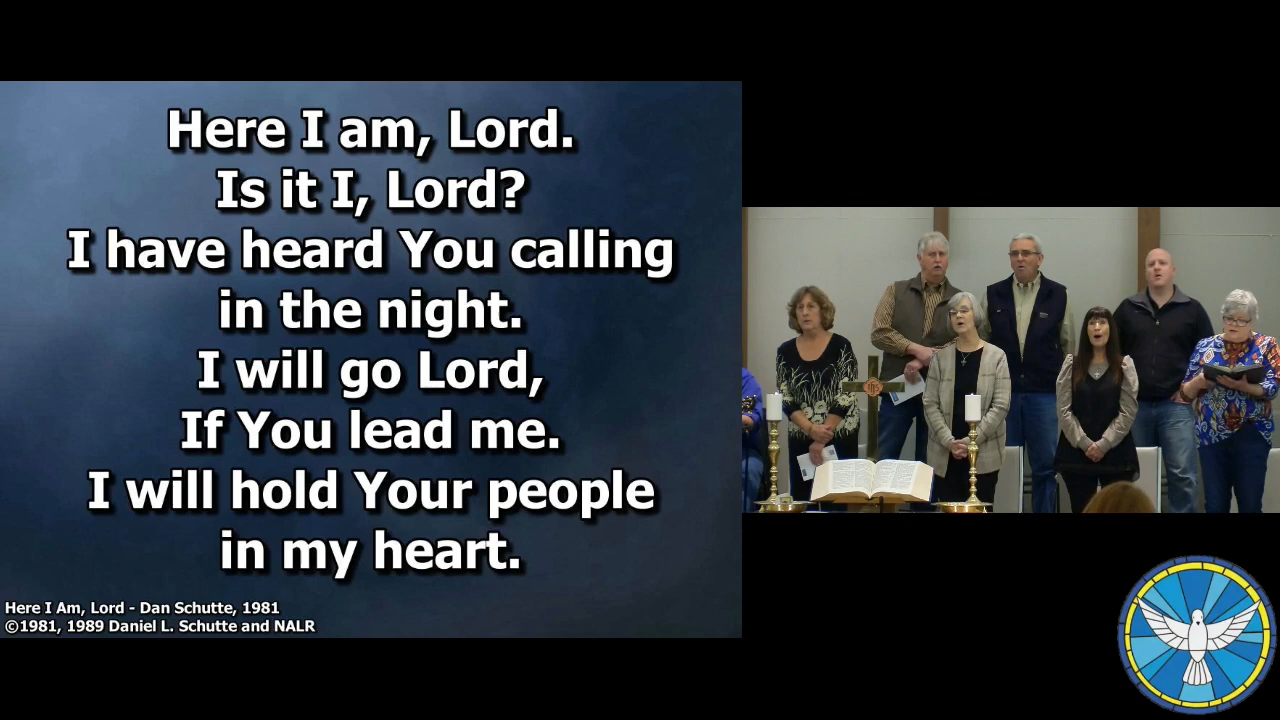 Here I am, Lord.
Is it I, Lord?
I have heard You calling
in the night.
I will go Lord,
If You lead me.
I will hold Your people
in my heart.
Here I Am, Lord - Dan Schutte, 1981
©1981, 1989 Daniel L. Schutte and NALR
IHS